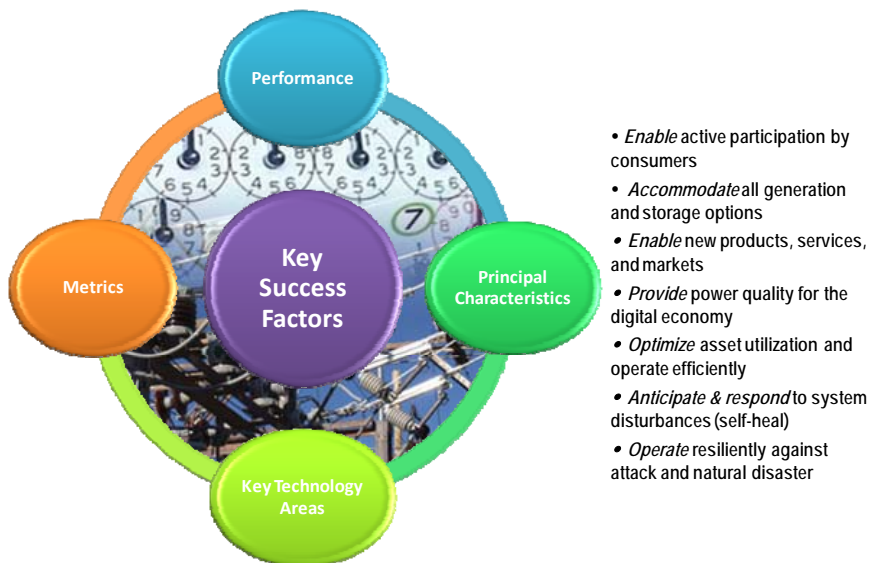 Performance
Metrics
Key
Success
Factors
Principal
Characteristics
Key Technology
Areas
7
• Enable active participation by
consumers
• Accommodate all generation
and storage options
• Enable new products, services,
and markets
• Provide power quality for the
digital economy
• Optimize asset utilization and
operate efficiently
• Anticipate & respond to system
disturbances (self-heal)
• Operate resiliently against
attack and natural disaster